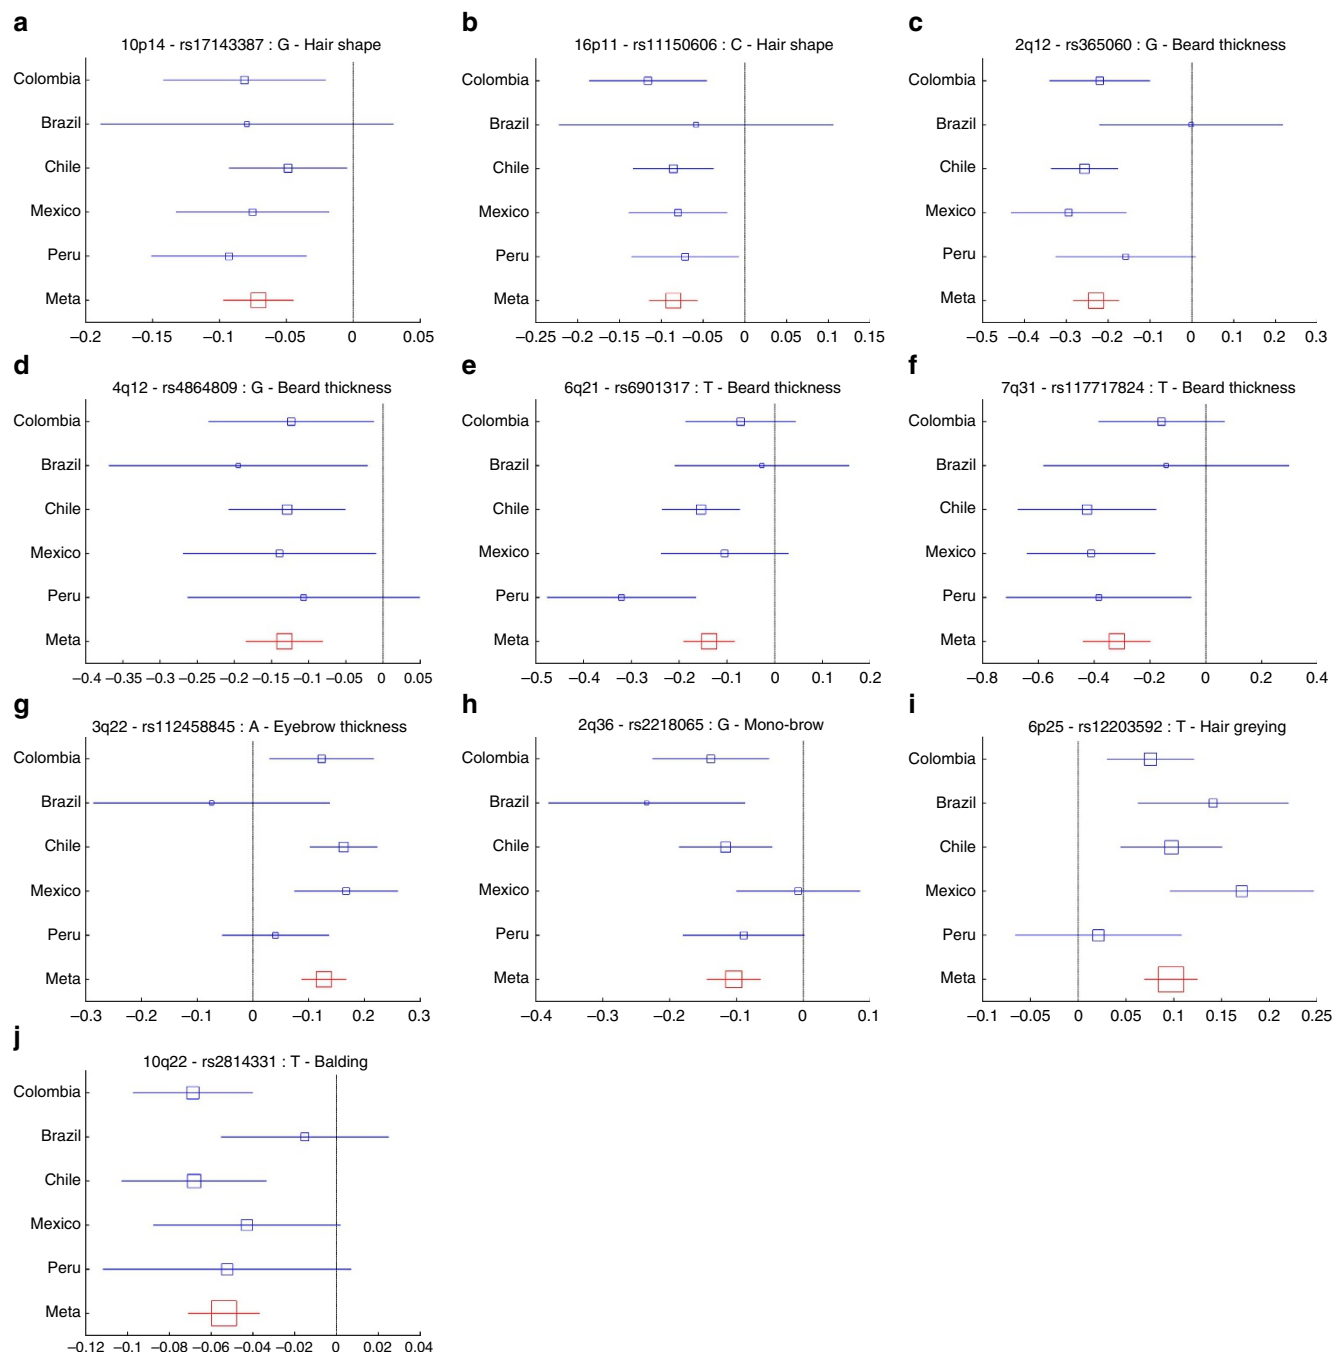 a
10p14 - rs17143387 : G - Hair shape
Colombia
Brazil
Chile
Mexico
Peru
Meta
–0.2 –0.15 –0.1 –0.05 0 0.05
b
16p11 - rs11150606 : C - Hair shape
Colombia
Brazil
Chile
Mexico
Peru
Meta
–0.25 –0.20 –0.15 –0.1 –0.05 0 0.05 0.1 0.15
c
2q12 - rs365060 : G - Beard thickness
Colombia
Brazil
Chile
Mexico
Peru
Meta
–0.5 –0.4 –0.3 –0.2 –0.1 0 0.1 0.2 0.3
d
4q12 - rs4864809 : G - Beard thickness
Colombia
Brazil
Chile
Mexico
Peru
Meta
–0.4 –0.35 –0.3 –0.25 –0.2 –0.15 –0.1 –0.05 0 0.05
e
6q21 - rs6901317 : T - Beard thickness
Colombia
Brazil
Chile
Mexico
Peru
Meta
–0.5 –0.4 –0.3 –0.2 –0.1 0 0.1 0.2
f
7q31 - rs117717824 : T - Beard thickness
Colombia
Brazil
Chile
Mexico
Peru
Meta
–0.8 –0.6 –0.4 –0.2 0 0.2 0.4
g
3q22 - rs112458845 : A - Eyebrow thickness
Colombia
Brazil
Chile
Mexico
Peru
Meta
–0.3 –0.2 –0.1 0 0.1 0.2 0.3
h
2q36 - rs2218065 : G - Mono-brow
Colombia
Brazil
Chile
Mexico
Peru
Meta
–0.4 –0.3 –0.2 –0.1 0 0.1
i
6p25 - rs12203592 : T - Hair greying
Colombia
Brazil
Chile
Mexico
Peru
Meta
–0.1 –0.05 0 0.05 0.1 0.15 0.2 0.25
j
10q22 - rs2814331 : T - Balding
Colombia
Brazil
Chile
Mexico
Peru
Meta
–0.12 –0.1 –0.08 –0.06 –0.04 –0.02 0 0.02 0.04